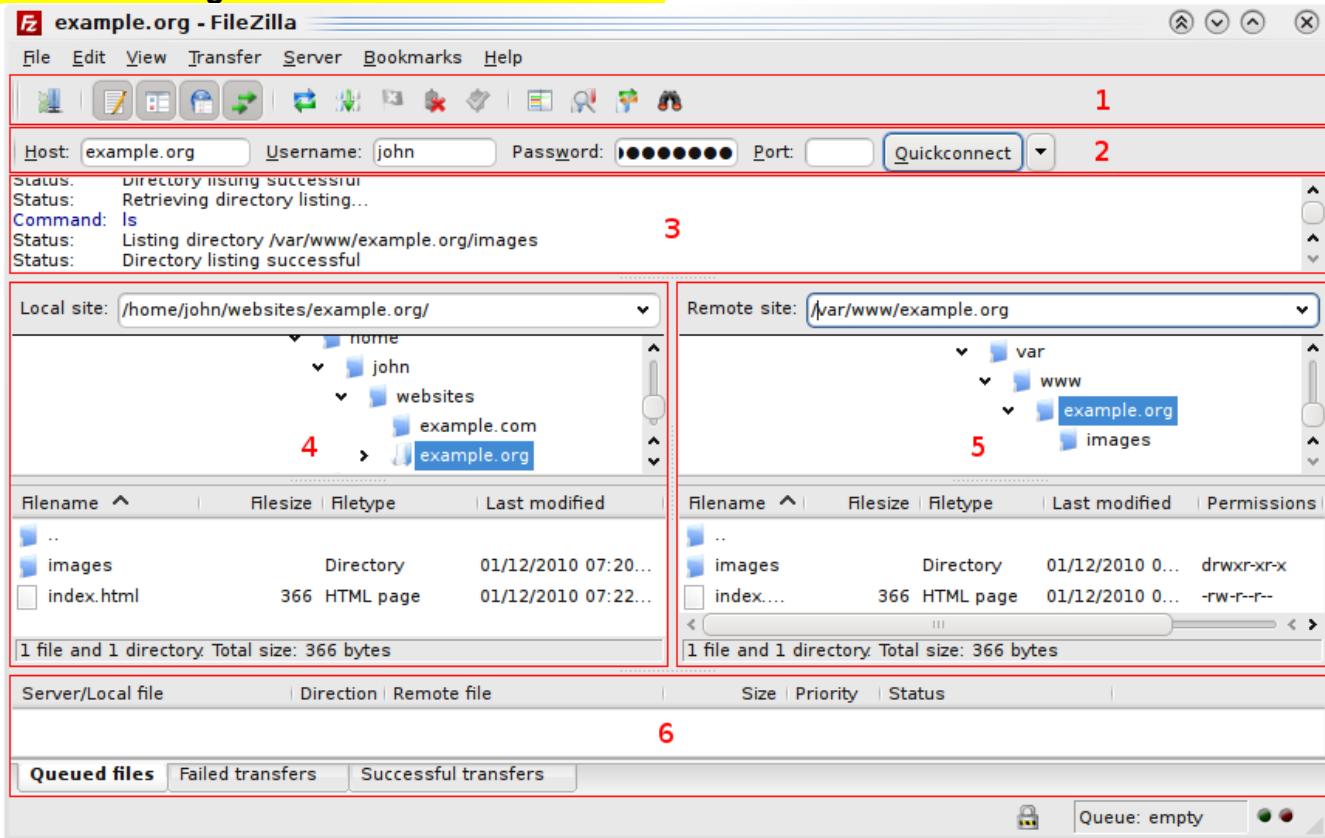 example.org - FileZilla
File Edit View Transfer Server Bookmarks Help
1
Host: example.org Username: john Password: ●●●●●●●● Port: Quickconnect 2
Status: Directory listing successful
Status: Retrieving directory listing...
Command: ls
Status: Listing directory /var/www/example.org/images
Status: Directory listing successful
3
Local site: /home/john/websites/example.org/
home
john
websites
example.com
example.org
4
Filename Filesize Filetype Last modified
..
images Directory 01/12/2010 07:20...
index.html 366 HTML page 01/12/2010 07:22...
1 file and 1 directory. Total size: 366 bytes
Remote site: /var/www/example.org
var
www
example.org
images
5
Filename Filesize Filetype Last modified Permissions
..
images Directory 01/12/2010 0... drwxr-xr-x
index.... 366 HTML page 01/12/2010 0... -rw-r--r--
1 file and 1 directory. Total size: 366 bytes
Server/Local file Direction Remote file Size Priority Status
6
Queued files Failed transfers Successful transfers
Queue: empty